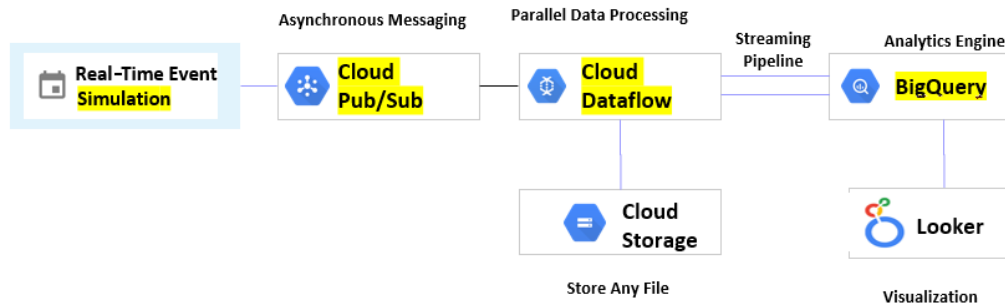 Asynchronous Messaging
Parallel Data Processing
Streaming
Pipeline
Analytics Engine
Real-Time Event
Simulation
Cloud
Pub/Sub
Cloud
Dataflow
BigQuery
Cloud
Storage
Looker
Store Any File
Visualization